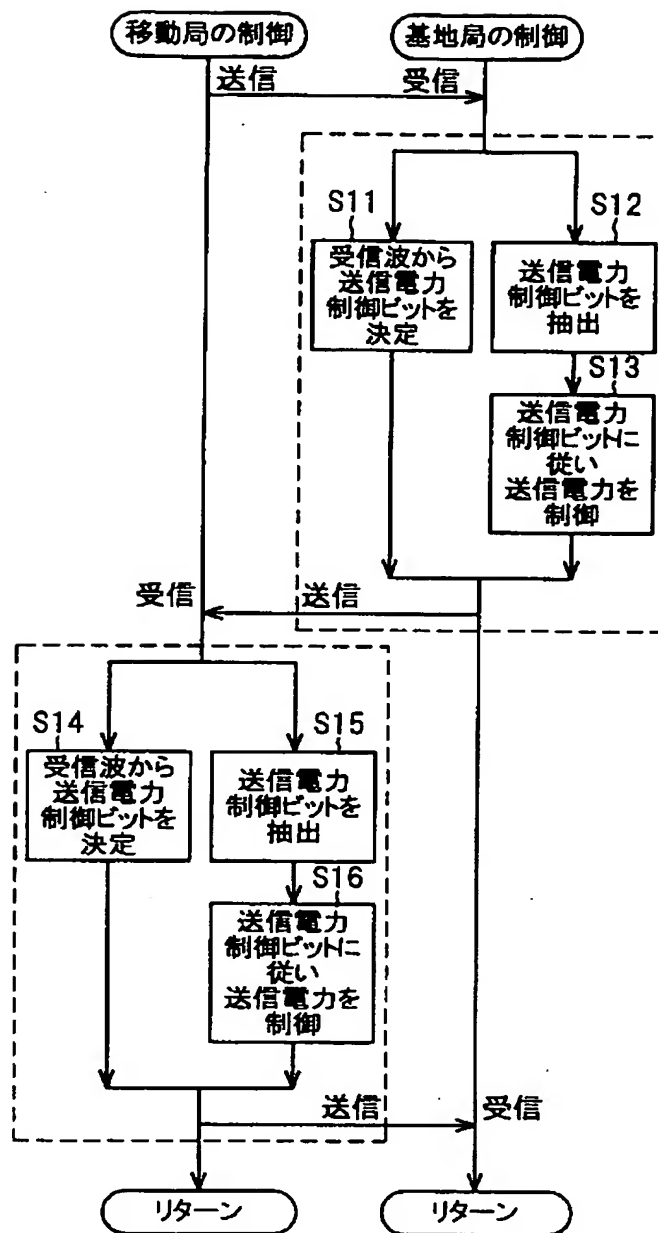 移動局の制御
基地局の制御
送信
受信
S11
S12
受信波から
送信電力
制御ビットを
決定
送信電力
制御ビットを
抽出
S13
送信電力
制御ビットに
従い
送信電力を
制御
受信
送信
S14
S15
受信波から
送信電力
制御ビットを
決定
送信電力
制御ビットを
抽出
S16
送信電力
制御ビットに
従い
送信電力を
制御
送信
受信
リターン
リターン